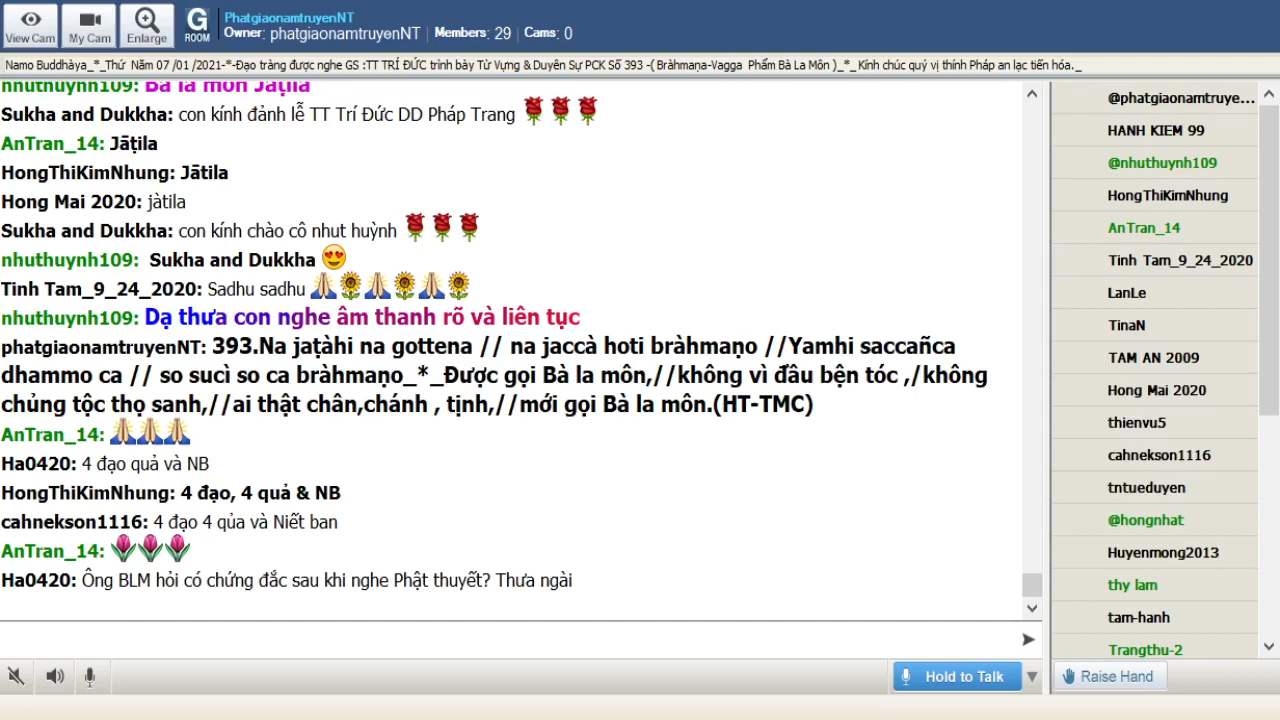 View Cam
My Cam
Enlarge
G
ROOM
PhatgiaonamtruyenNT
Owner: phatgiaonamtruyenNT | Members: 29 | Cams: 0
Namo Buddhàya_*_Thứ Năm 07 /01 /2021-*-Đạo tràng được nghe GS :TT TRÍ ĐỨC trình bày Từ Vựng & Duyên Sự PCK Số 393 -( Bràhmaṇa-Vagga Phẩm Bà La Môn )_*_ Kính chúc quý vị thính Pháp an lạc tiến hóa._
nhuthuynh109: Bà la môn Jaṭila
Sukha and Dukkha: con kính đảnh lễ TT Trí Đức DD Pháp Trang 🌹🌹🌹
AnTran_14: Jāṭila
HongThiKimNhung: Jātila
Hong Mai 2020: jàtila
Sukha and Dukkha: con kính chào cô nhut huỳnh 🌹🌹🌹
nhuthuynh109: Sukha and Dukkha 😍
Tinh Tam_9_24_2020: Sadhu sadhu 🙏🌻🙏🌻🙏🌻
nhuthuynh109: Dạ thưa con nghe âm thanh rõ và liên tục
phatgiaonamtruyenNT: 393.Na jaṭàhi na gottena // na jaccà hoti bràhmaṇo //Yamhi saccañca
dhammo ca // so sucì so ca bràhmaṇo_*_Được gọi Bà la môn,//không vì đầu bện tóc ,/không
chủng tộc thọ sanh,//ai thật chân,chánh , tịnh,//mới gọi Bà la môn.(HT-TMC)
AnTran_14: 🙏🙏🙏
Ha0420: 4 đạo quả và NB
HongThiKimNhung: 4 đạo, 4 quả & NB
cahnekson1116: 4 đạo 4 qủa và Niết ban
AnTran_14: 🌷🌷🌷
Ha0420: Ông BLM hỏi có chứng đắc sau khi nghe Phật thuyết? Thưa ngài
Hold to Talk
@phatgiaonamtruye...
HANH KIEM 99
@nhuthuynh109
HongThiKimNhung
AnTran_14
Tinh Tam_9_24_2020
LanLe
TinaN
TAM AN 2009
Hong Mai 2020
thienvu5
cahnekson1116
tntueduyen
@hongnhat
Huyenmong2013
thy lam
tam-hanh
Trangthu-2
Raise Hand